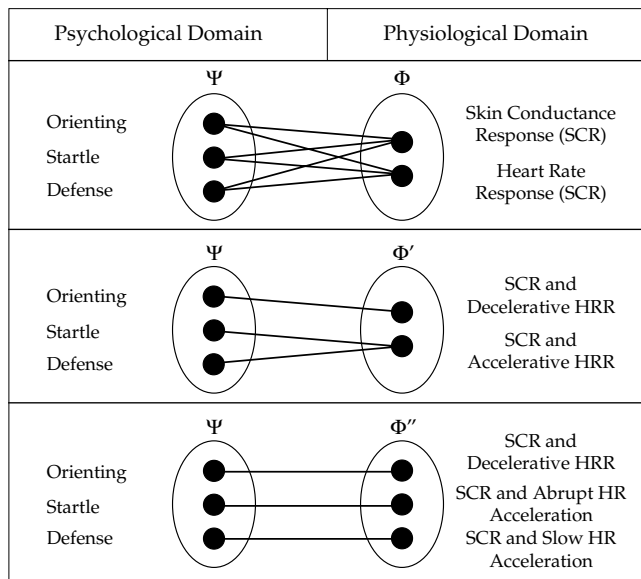 Psychological Domain
Physiological Domain
Ψ
Φ
Orienting
Startle
Defense
Skin Conductance
Response (SCR)
Heart Rate
Response (SCR)
Ψ
Φ′
Orienting
Startle
Defense
SCR and
Decelerative HRR
SCR and
Accelerative HRR
Ψ
Φ″
Orienting
Startle
Defense
SCR and
Decelerative HRR
SCR and Abrupt HR
Acceleration
SCR and Slow HR
Acceleration